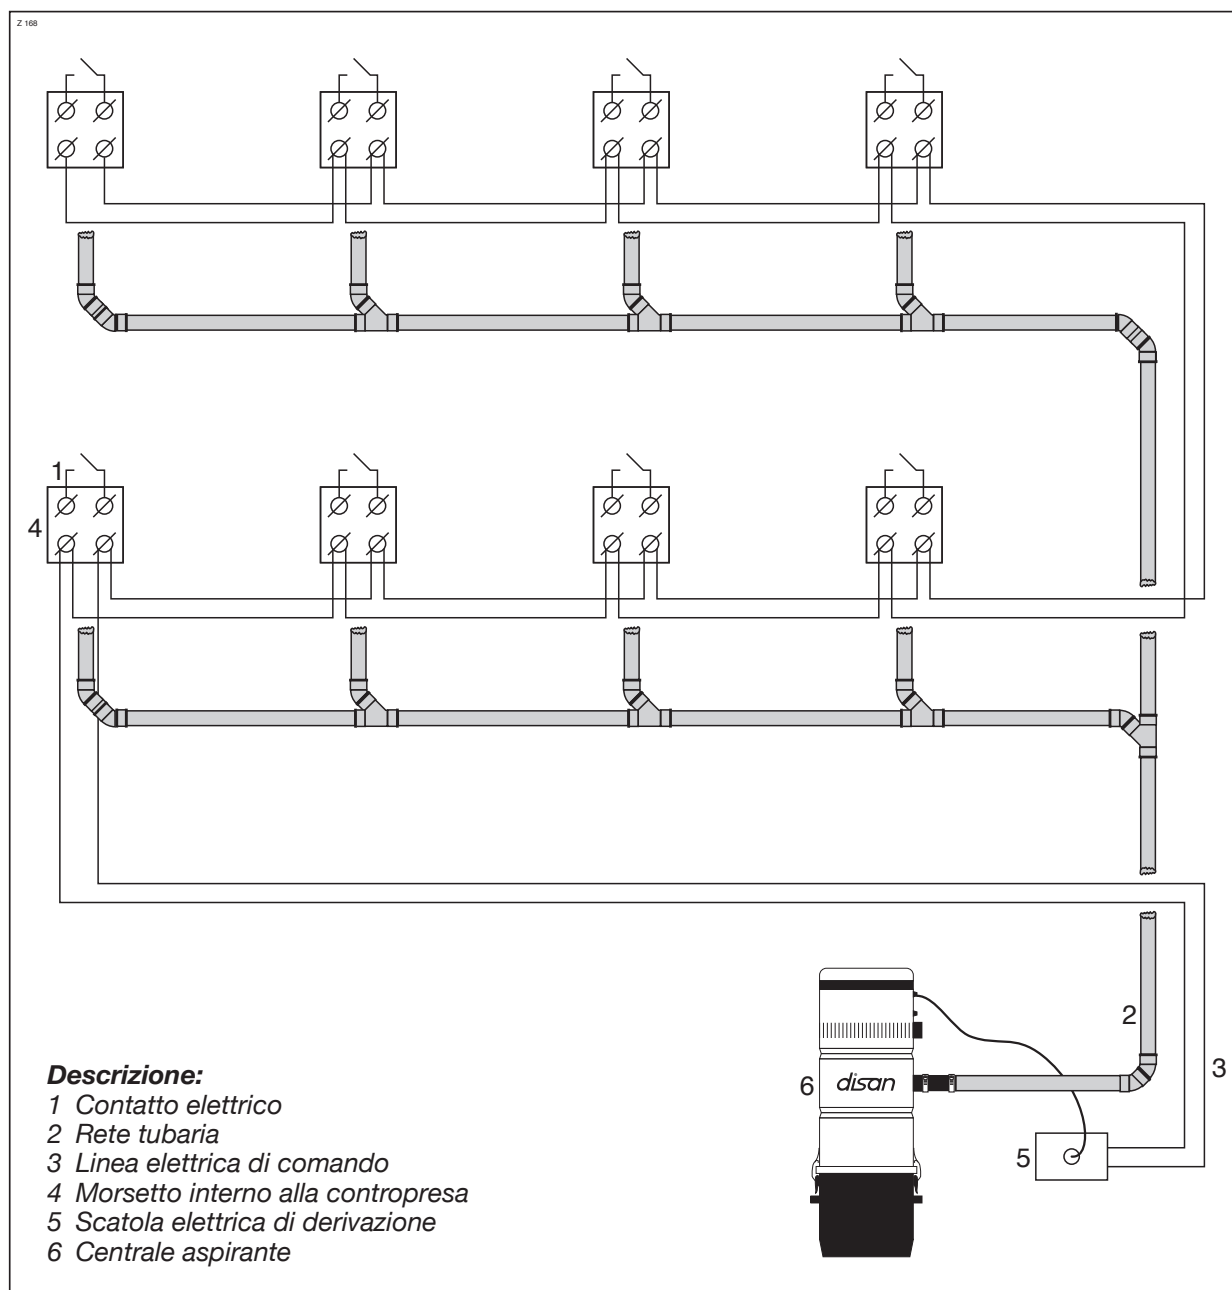 Z 168
1
4
2
3
6
disan
5
Descrizione:
1 Contatto elettrico
2 Rete tubaria
3 Linea elettrica di comando
4 Morsetto interno alla contropresa
5 Scatola elettrica di derivazione
6 Centrale aspirante